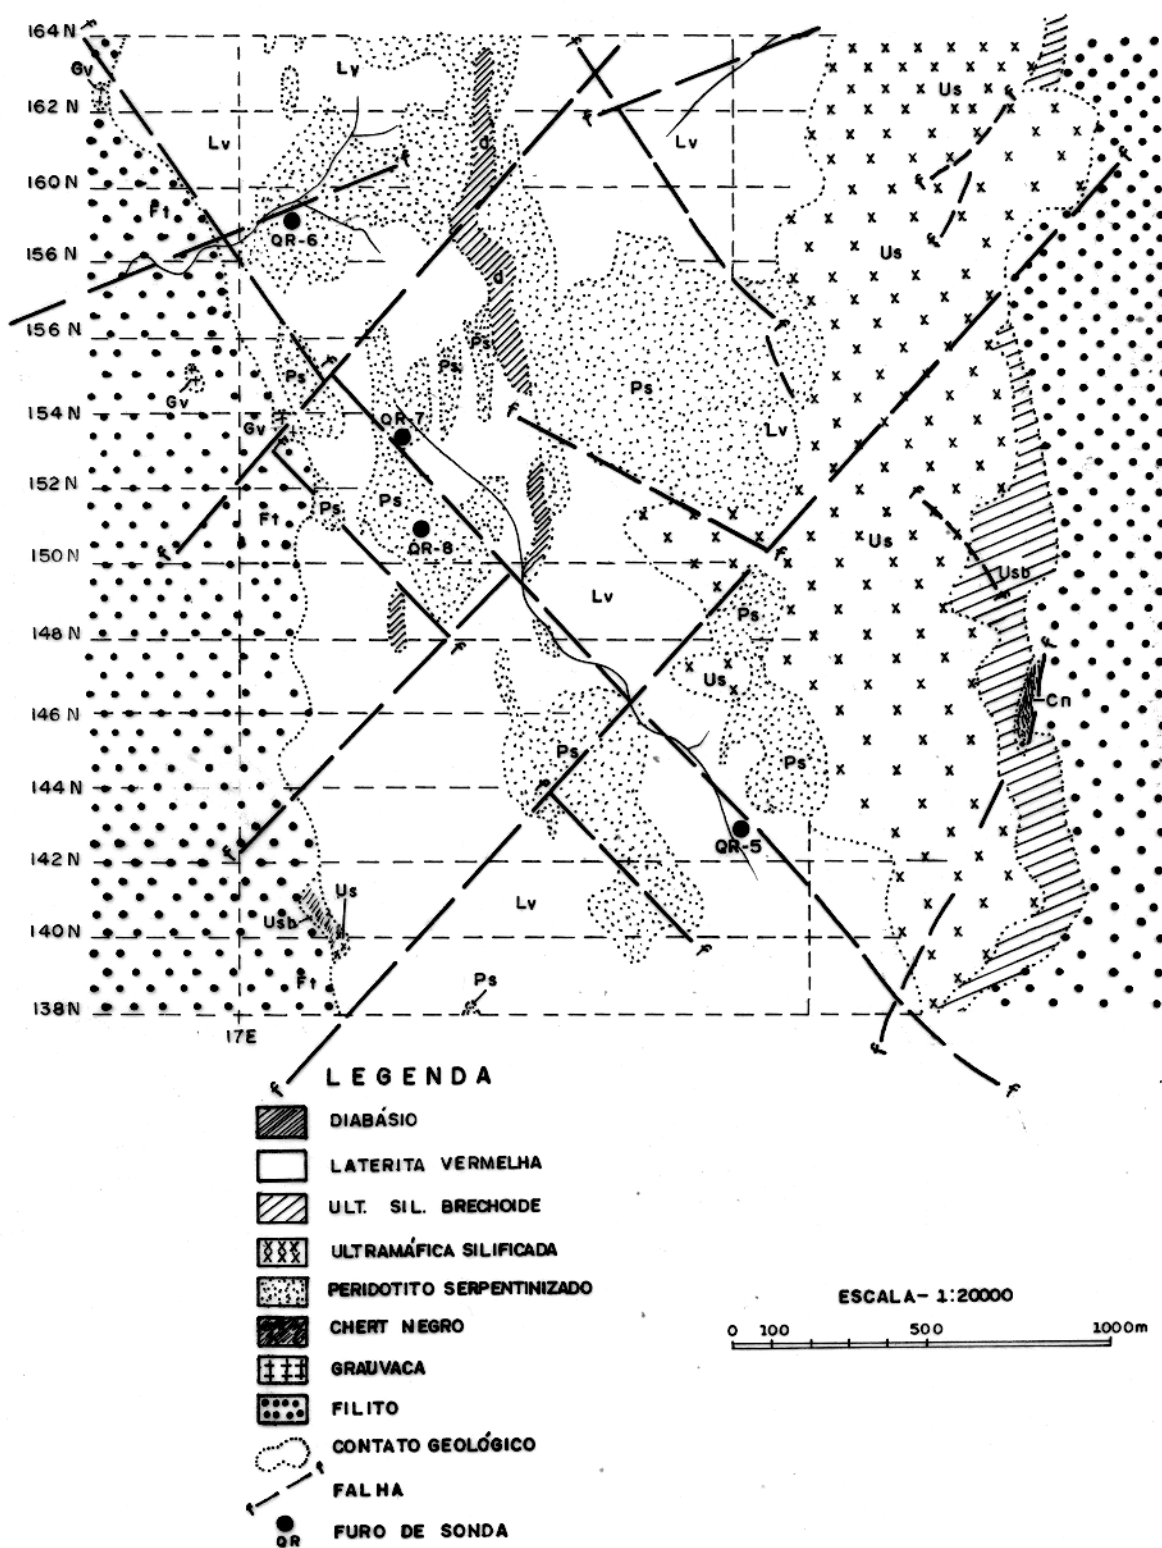 164 N
f
f
Gv
Lv
Us
162 N
f
f
Lv
d
Lv
160 N
f
f
f
Ft
QR-6
f
156 N
d
Us
156 N
f
Ps
Ps
f
Ps
Ps
Gv
154 N
QR-7
f
Lv
Gv
f
152 N
Ps
Ps
f
Ft
Us
QR-8
150 N
f
f
Usb
Lv
f
Ps
148 N
f
f
Us
Cn
146 N
Ps
Ps
144 N
f
QR-5
142 N
f
Us
Usb
Lv
140 N
f
Ps
Ft
138 N
17E
f
f
f
LEGENDA
DIABÁSIO
LATERITA VERMELHA
ULT. SIL. BRECHOIDE
ULTRAMÁFICA SILIFICADA
PERIDOTITO SERPENTINIZADO
ESCALA- 1:20000
CHERT NEGRO
0 100 500 1000m
GRAUVACA
FILITO
CONTATO GEOLÓGICO
f
f
FALHA
FURO DE SONDA
QR